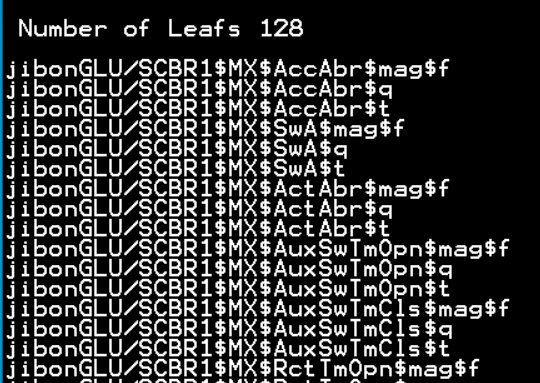 Number of Leafs 128
jibonGLU/SCBR1$MX$AccAbr$mag$f
jibonGLU/SCBR1$MX$AccAbr$q
jibonGLU/SCBR1$MX$AccAbr$t
jibonGLU/SCBR1$MX$SwA$mag$f
jibonGLU/SCBR1$MX$SwA$q
jibonGLU/SCBR1$MX$SwA$t
jibonGLU/SCBR1$MX$ActAbr$mag$f
jibonGLU/SCBR1$MX$ActAbr$q
jibonGLU/SCBR1$MX$ActAbr$t
jibonGLU/SCBR1$MX$AuxSwTmOpn$mag$f
jibonGLU/SCBR1$MX$AuxSwTmOpn$q
jibonGLU/SCBR1$MX$AuxSwTmOpn$t
jibonGLU/SCBR1$MX$AuxSwTmCls$mag$f
jibonGLU/SCBR1$MX$AuxSwTmCls$q
jibonGLU/SCBR1$MX$AuxSwTmCls$t
jibonGLU/SCBR1$MX$RctTmOpn$mag$f